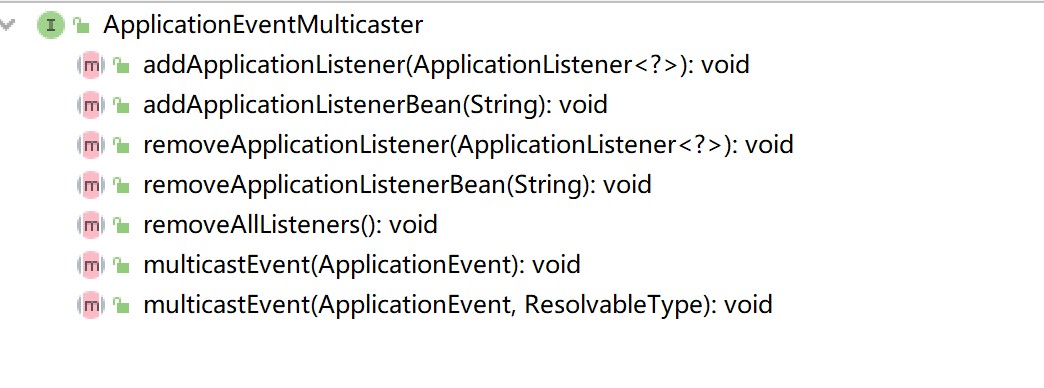 I ApplicationEventMulticaster
m addApplicationListener(ApplicationListener<?>): void
m addApplicationListenerBean(String): void
m removeApplicationListener(ApplicationListener<?>): void
m removeApplicationListenerBean(String): void
m removeAllListeners(): void
m multicastEvent(ApplicationEvent): void
m multicastEvent(ApplicationEvent, ResolvableType): void